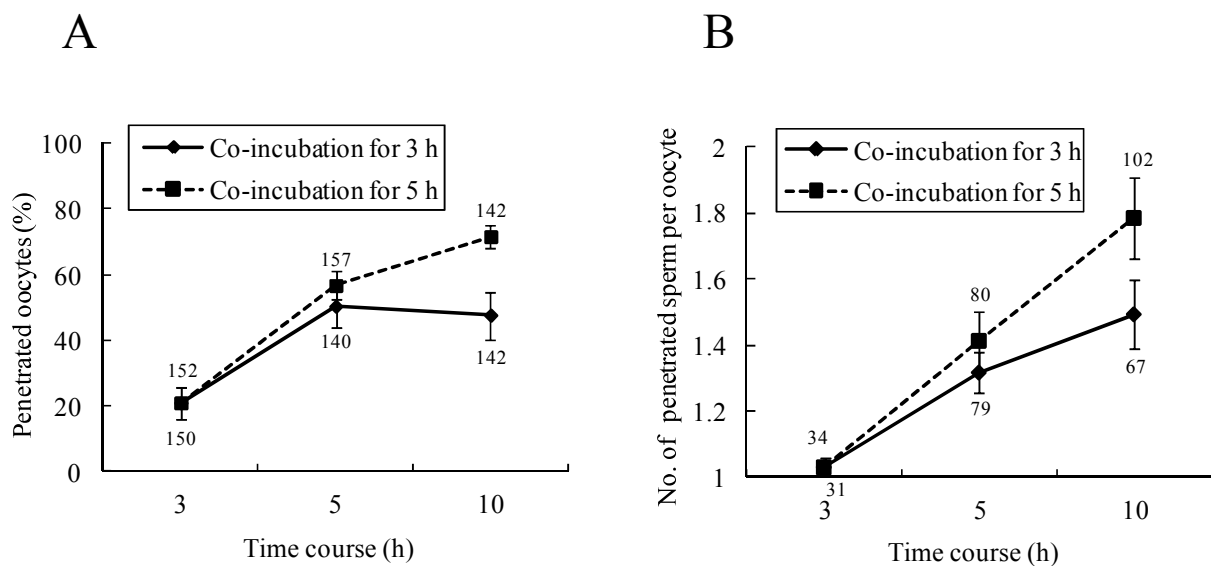 A
Penetrated oocytes (%)
100
80
60
40
20
0
Co-incubation for 3 h
Co-incubation for 5 h
152
150
157
140
142
142
3 5 10
Time course (h)
B
No. of penetrated sperm per oocyte
2
1.8
1.6
1.4
1.2
1
Co-incubation for 3 h
Co-incubation for 5 h
34
31
80
79
102
67
3 5 10
Time course (h)